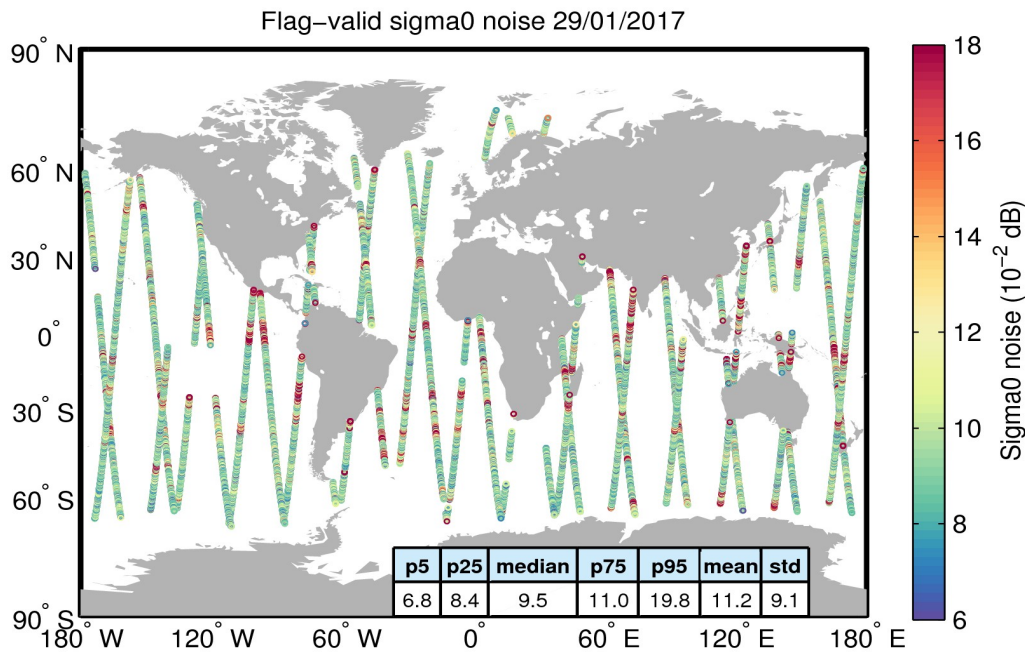 Flag−valid sigma0 noise 29/01/2017
90° N
60° N
30° N
0°
30° S
60° S
90° S
180° W
120° W
60° W
0°
60° E
120° E
180° E
p5 p25 median p75 p95 mean std
6.8 8.4 9.5 11.0 19.8 11.2 9.1
18
16
14
12
10
8
6
Sigma0 noise (10⁻² dB)